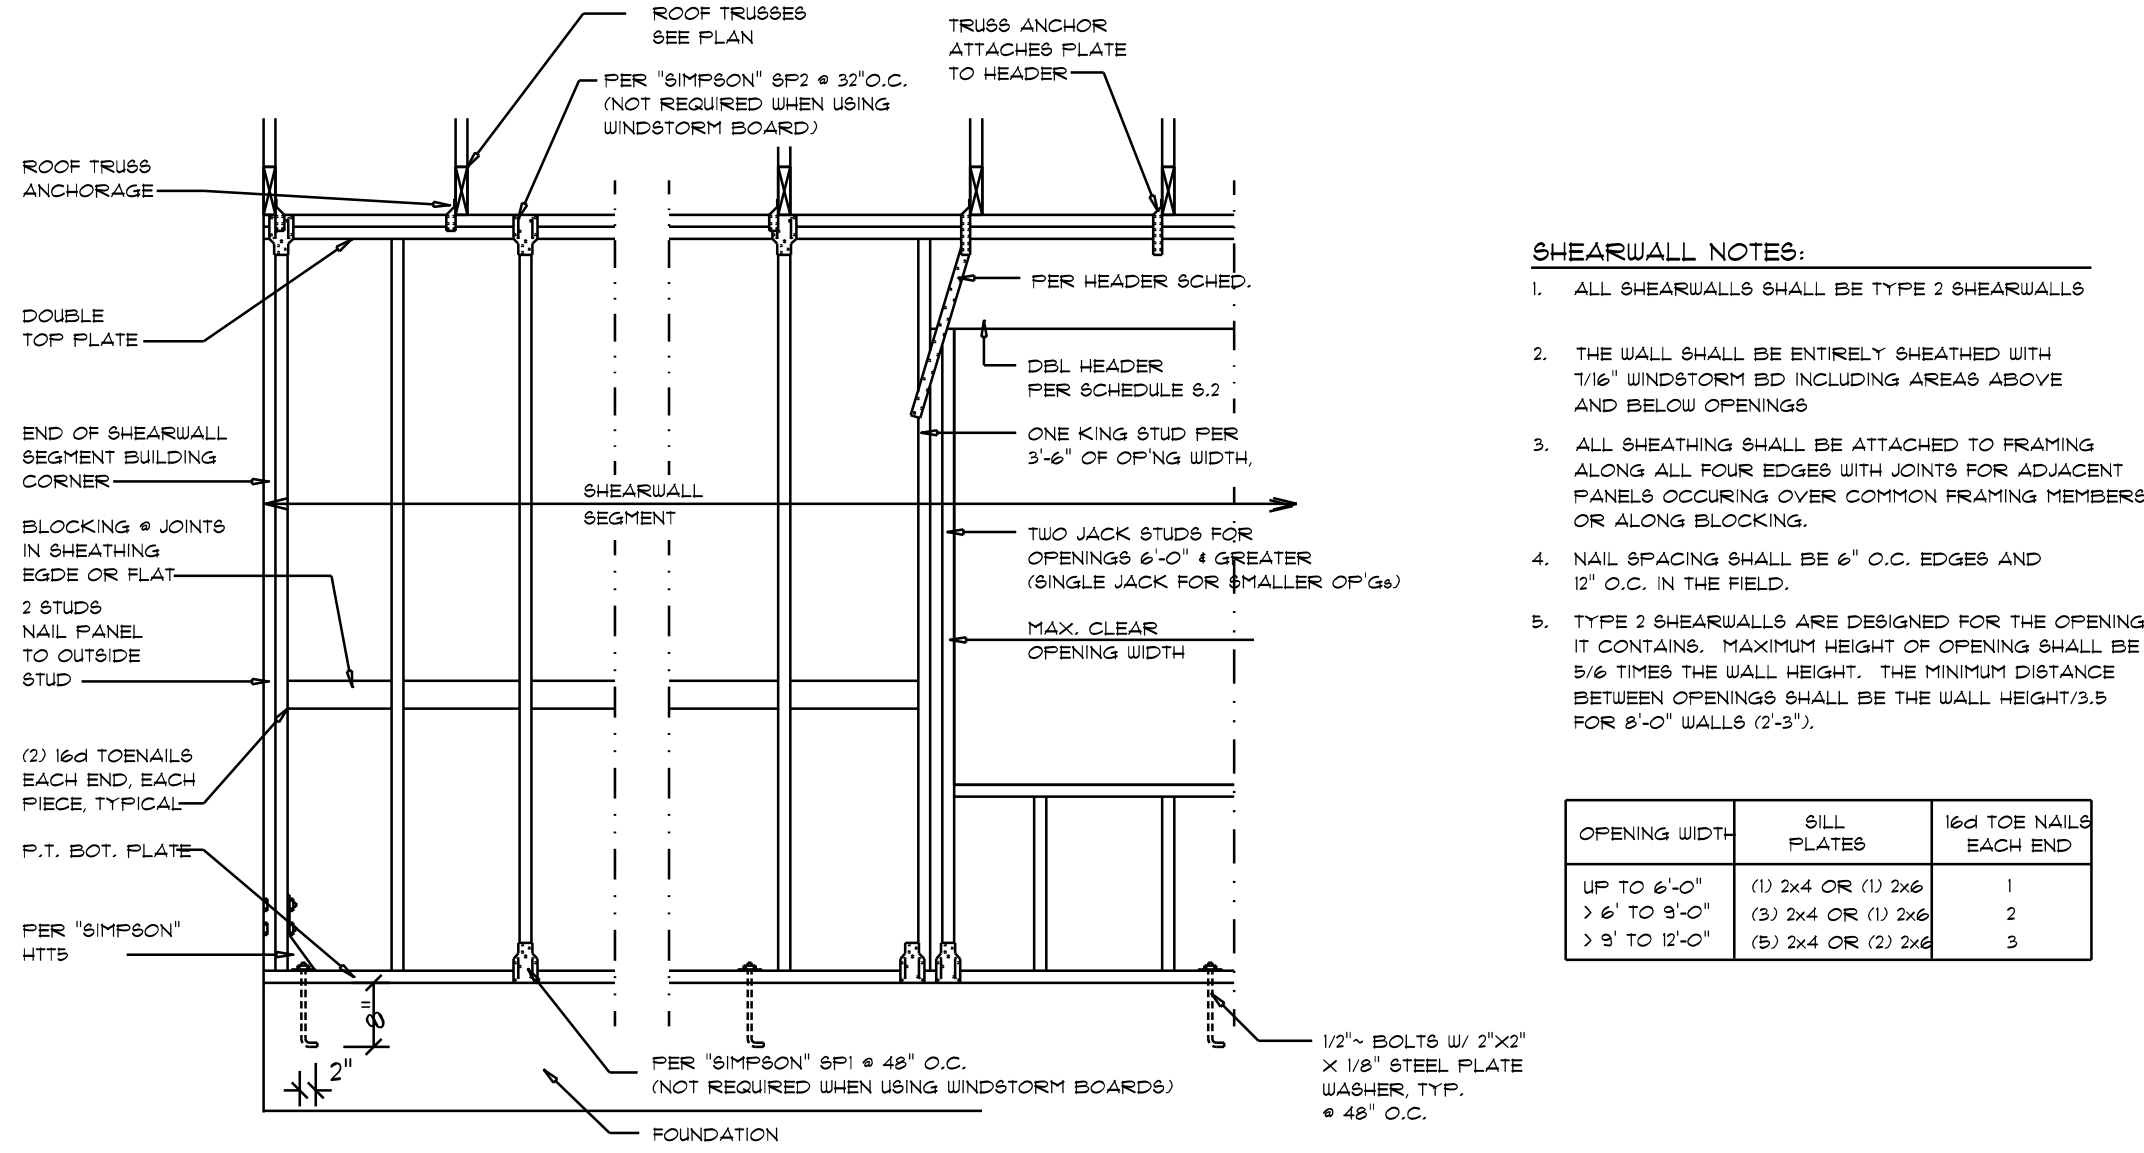 ROOF TRUSSES
SEE PLAN
PER "SIMPSON" SP2 @ 32"O.C.
(NOT REQUIRED WHEN USING
WINDSTORM BOARD)
TRUSS ANCHOR
ATTACHES PLATE
TO HEADER
ROOF TRUSS
ANCHORAGE
DOUBLE
TOP PLATE
END OF SHEARWALL
SEGMENT BUILDING
CORNER
BLOCKING @ JOINTS
IN SHEATHING
EGDE OR FLAT
2 STUDS
NAIL PANEL
TO OUTSIDE
STUD
(2) 16d TOENAILS
EACH END, EACH
PIECE, TYPICAL
P.T. BOT. PLATE
PER "SIMPSON"
HTT5
SHEARWALL
SEGMENT
PER HEADER SCHED.
DBL HEADER
PER SCHEDULE S.2
ONE KING STUD PER
3'-6" OF OP'NG WIDTH,
TWO JACK STUDS FOR
OPENINGS 6'-0" & GREATER
(SINGLE JACK FOR SMALLER OP'Gs)
MAX. CLEAR
OPENING WIDTH
8"
2"
PER "SIMPSON" SP1 @ 48" O.C.
(NOT REQUIRED WHEN USING WINDSTORM BOARDS)
FOUNDATION
1/2"~ BOLTS W/ 2"X2"
X 1/8" STEEL PLATE
WASHER, TYP.
@ 48" O.C.
SHEARWALL NOTES:
1. ALL SHEARWALLS SHALL BE TYPE 2 SHEARWALLS
2. THE WALL SHALL BE ENTIRELY SHEATHED WITH
7/16" WINDSTORM BD INCLUDING AREAS ABOVE
AND BELOW OPENINGS
3. ALL SHEATHING SHALL BE ATTACHED TO FRAMING
ALONG ALL FOUR EDGES WITH JOINTS FOR ADJACENT
PANELS OCCURING OVER COMMON FRAMING MEMBERS
OR ALONG BLOCKING.
4. NAIL SPACING SHALL BE 6" O.C. EDGES AND
12" O.C. IN THE FIELD.
5. TYPE 2 SHEARWALLS ARE DESIGNED FOR THE OPENING
IT CONTAINS. MAXIMUM HEIGHT OF OPENING SHALL BE
5/6 TIMES THE WALL HEIGHT. THE MINIMUM DISTANCE
BETWEEN OPENINGS SHALL BE THE WALL HEIGHT/3.5
FOR 8'-0" WALLS (2'-3").
OPENING WIDTH
SILL
PLATES
16d TOE NAILS
EACH END
UP TO 6'-0" (1) 2x4 OR (1) 2x6 1
> 6' TO 9'-0" (3) 2x4 OR (1) 2x6 2
> 9' TO 12'-0" (5) 2x4 OR (2) 2x6 3